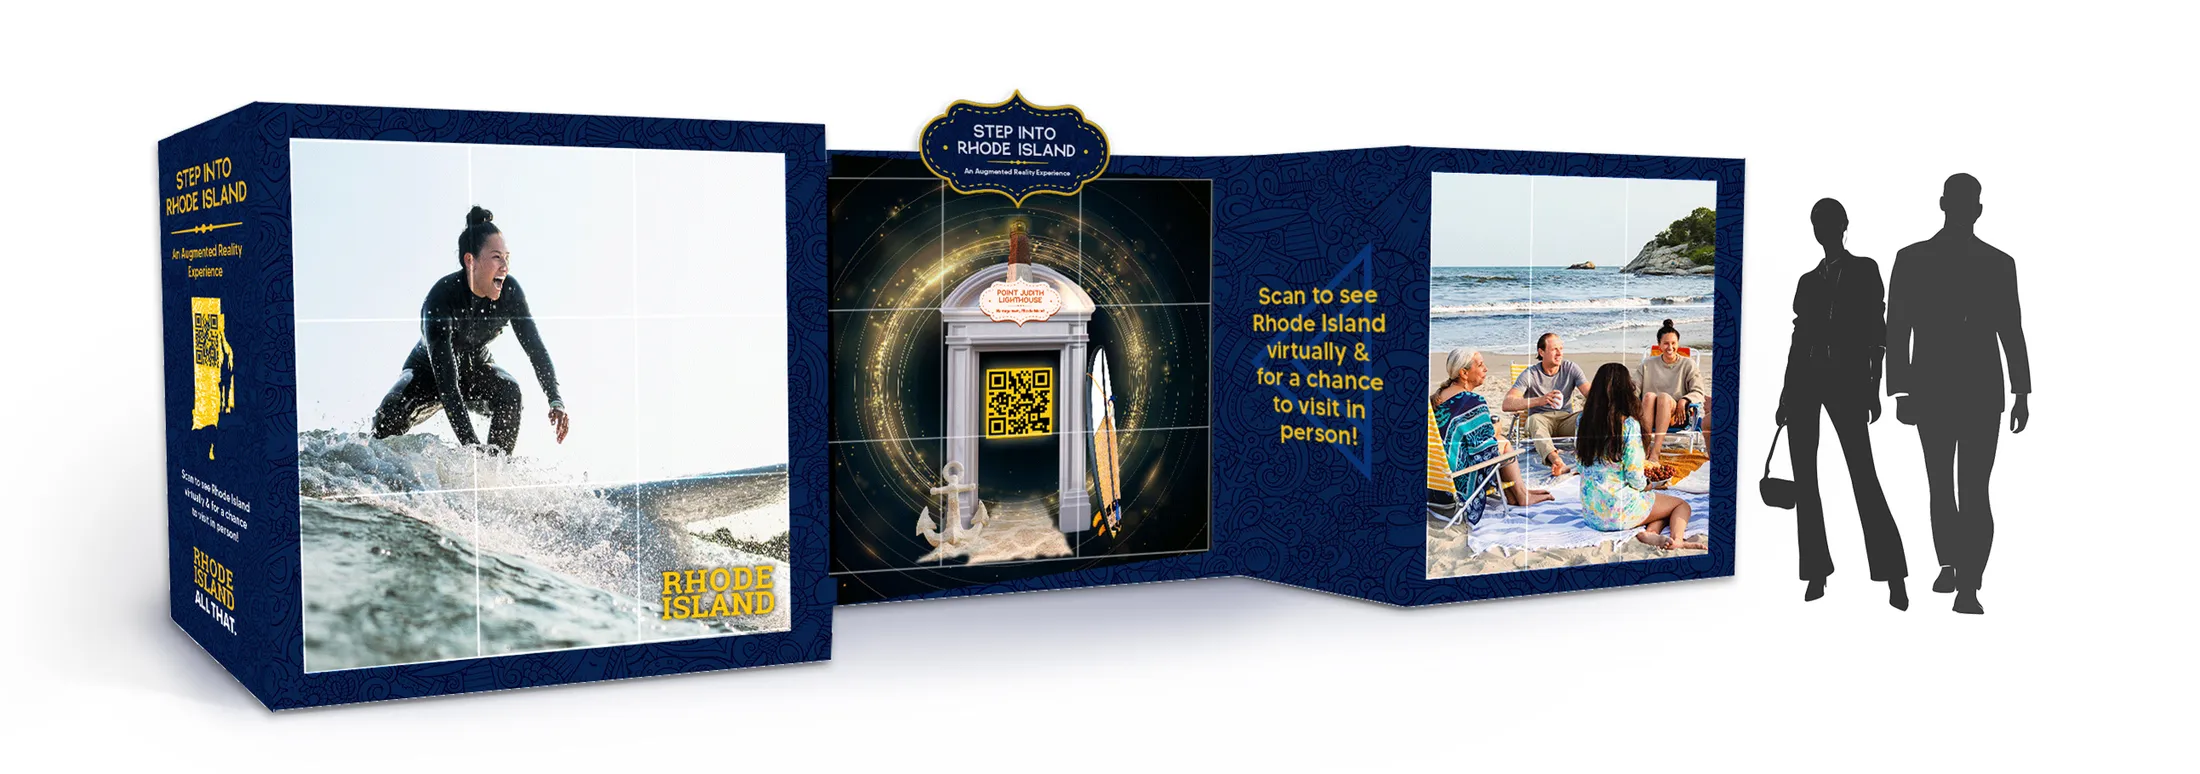 STEP INTO
RHODE ISLAND
An Augmented Reality
Experience
Scan to see Rhode Island
virtually & for a chance
to visit in person!
RHODE
ISLAND
ALL THAT.
RHODE
ISLAND
STEP INTO
RHODE ISLAND
An Augmented Reality Experience
POINT JUDITH
LIGHTHOUSE
Scan to see
Rhode Island
virtually &
for a chance
to visit in
person!